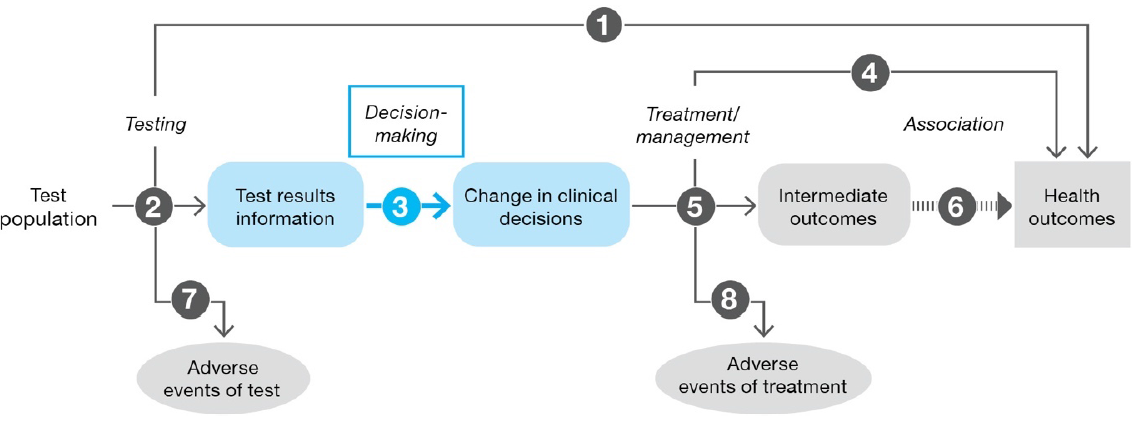 1
4
Testing
Decision-
making
Treatment/
management
Association
Test
population
2
Test results
information
3
Change in clinical
decisions
5
Intermediate
outcomes
6
Health
outcomes
7
8
Adverse
events of test
Adverse
events of treatment